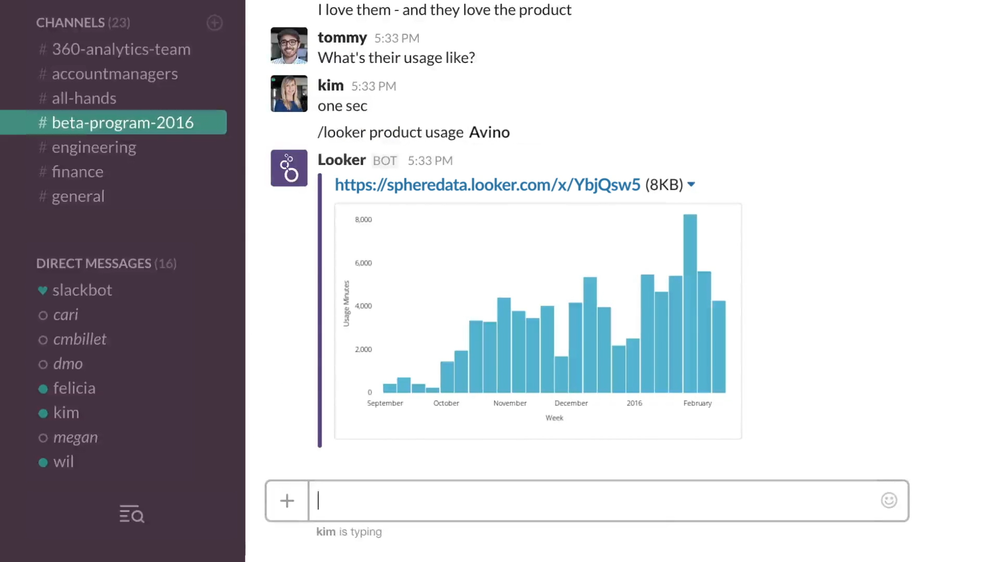 CHANNELS (23)
# 360-analytics-team
# accountmanagers
# all-hands
# beta-program-2016
# engineering
# finance
# general
DIRECT MESSAGES (16)
slackbot
cari
cmbillet
dmo
felicia
kim
megan
wil
I love them - and they love the product
tommy 5:33 PM
What's their usage like?
kim 5:33 PM
one sec
/looker product usage Avino
Looker BOT 5:33 PM
https://spheredata.looker.com/x/YbjQsw5 (8KB)
Usage Minutes
8,000
6,000
4,000
2,000
0
September October November December 2016 February
Week
kim is typing